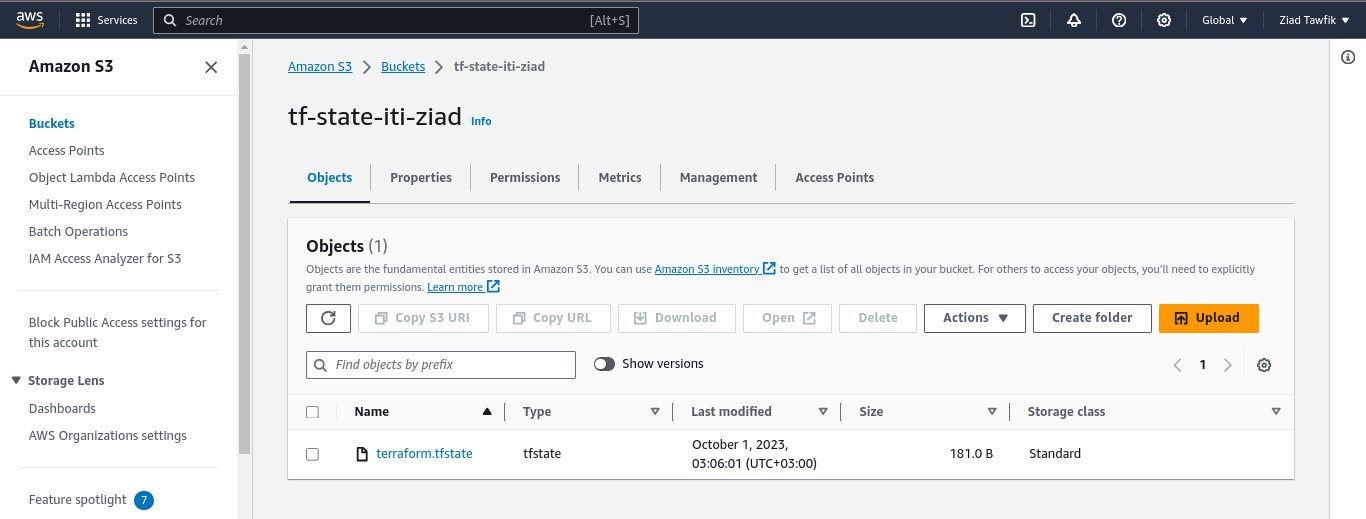 aws Services Search [Alt+S] Global Ziad Tawfik
Amazon S3
Buckets
Access Points
Object Lambda Access Points
Multi-Region Access Points
Batch Operations
IAM Access Analyzer for S3
Block Public Access settings for
this account
Storage Lens
Dashboards
AWS Organizations settings
Feature spotlight 7
Amazon S3 Buckets tf-state-iti-ziad
tf-state-iti-ziad Info
Objects Properties Permissions Metrics Management Access Points
Objects (1)
Objects are the fundamental entities stored in Amazon S3. You can use Amazon S3 inventory to get a list of all objects in your bucket. For others to access your objects, you'll need to explicitly
grant them permissions. Learn more
Copy S3 URI Copy URL Download Open Delete Actions Create folder Upload
Find objects by prefix Show versions 1
Name Type Last modified Size Storage class
terraform.tfstate tfstate October 1, 2023, 181.0 B Standard
03:06:01 (UTC+03:00)